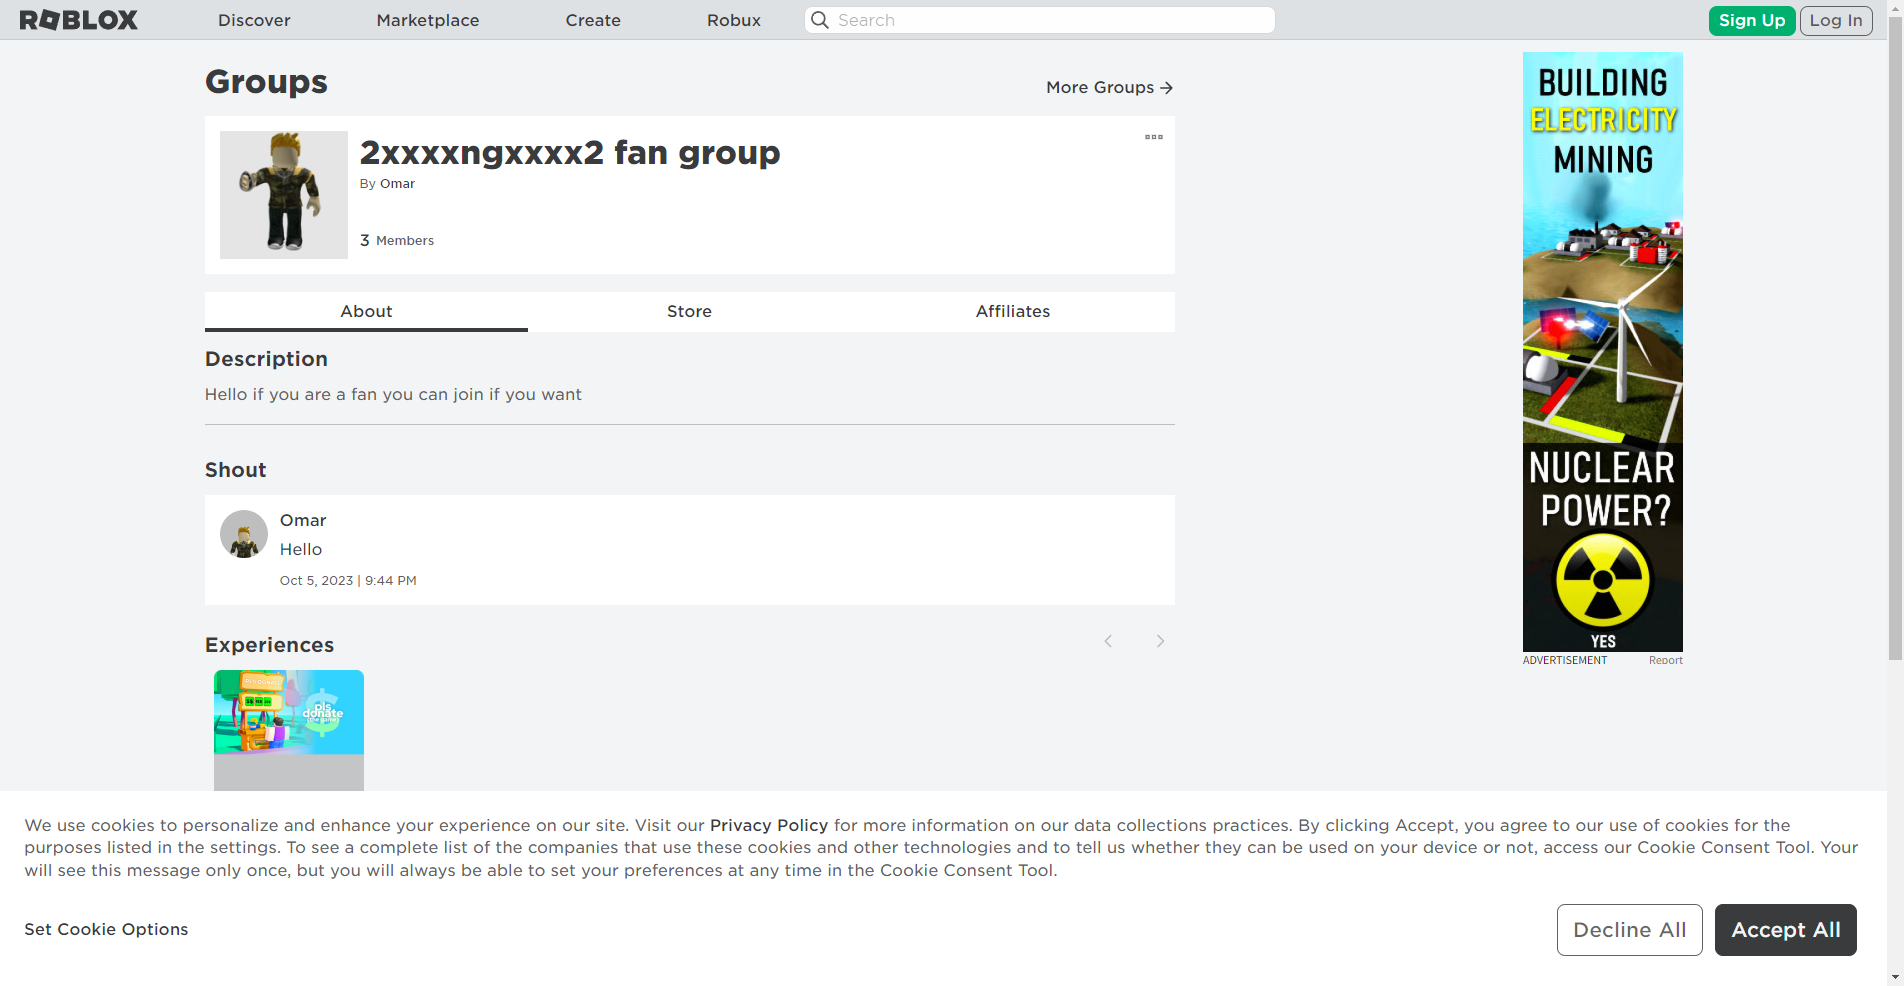 ROBLOX
Discover
Marketplace
Create
Robux
Search
Sign Up
Log In
Groups
More Groups →
2xxxxngxxxx2 fan group
By Omar
3 Members
About
Store
Affiliates
Description
Hello if you are a fan you can join if you want
Shout
Omar
Hello
Oct 5, 2023 | 9:44 PM
Experiences
pls
donate
BUILDING
ELECTRICITY
MINING
NUCLEAR
POWER?
YES
ADVERTISEMENT
Report
We use cookies to personalize and enhance your experience on our site. Visit our Privacy Policy for more information on our data collections practices. By clicking Accept, you agree to our use of cookies for the
purposes listed in the settings. To see a complete list of the companies that use these cookies and other technologies and to tell us whether they can be used on your device or not, access our Cookie Consent Tool. Your
will see this message only once, but you will always be able to set your preferences at any time in the Cookie Consent Tool.
Set Cookie Options
Decline All
Accept All